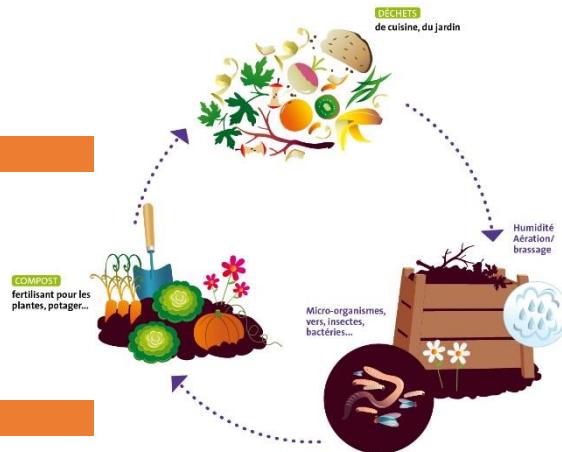 DÉCHETS
de cuisine, du jardin
Humidité
Aération/
brassage
Micro-organismes,
vers, insectes,
bactéries...
COMPOST
fertilisant pour les
plantes, potager...